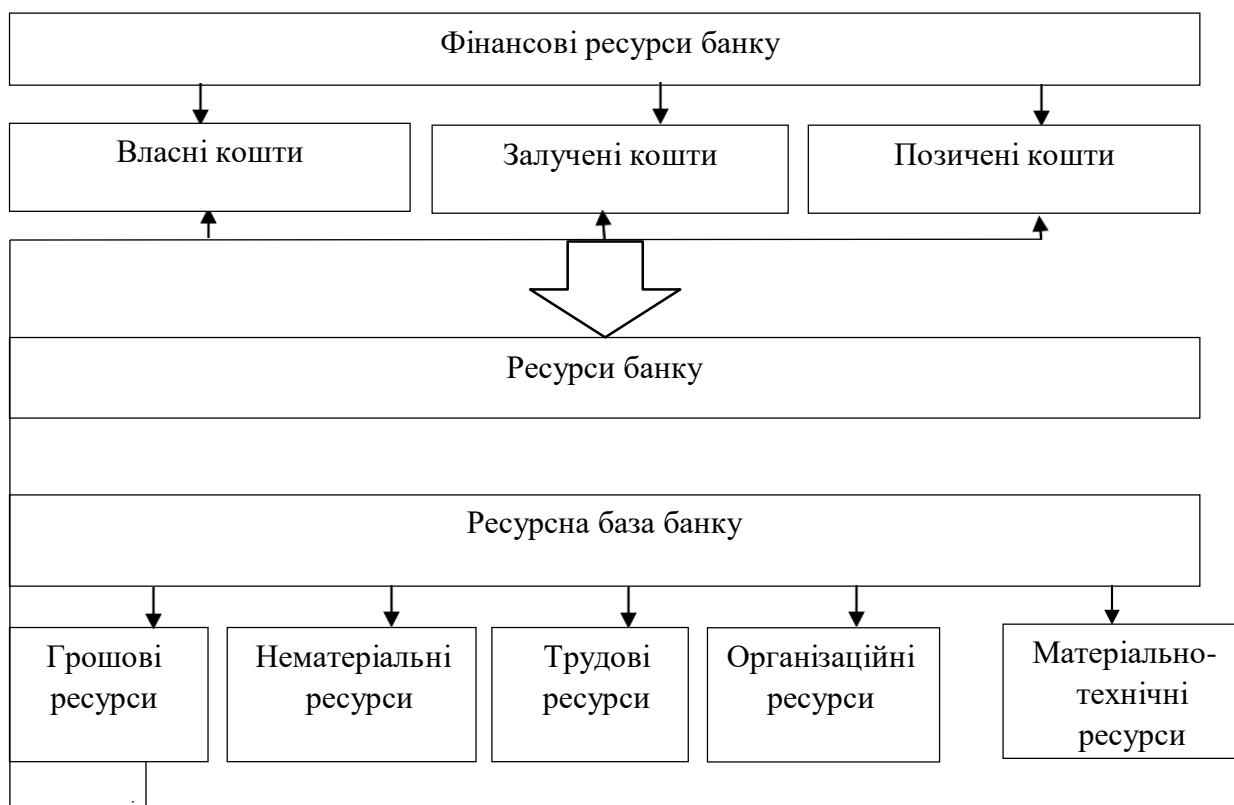 Фінансові ресурси банку
Власні кошти
Залучені кошти
Позичені кошти
Ресурси банку
Ресурсна база банку
Грошові
ресурси
Нематеріальні
ресурси
Трудові
ресурси
Організаційні
ресурси
Матеріально-
технічні
ресурси